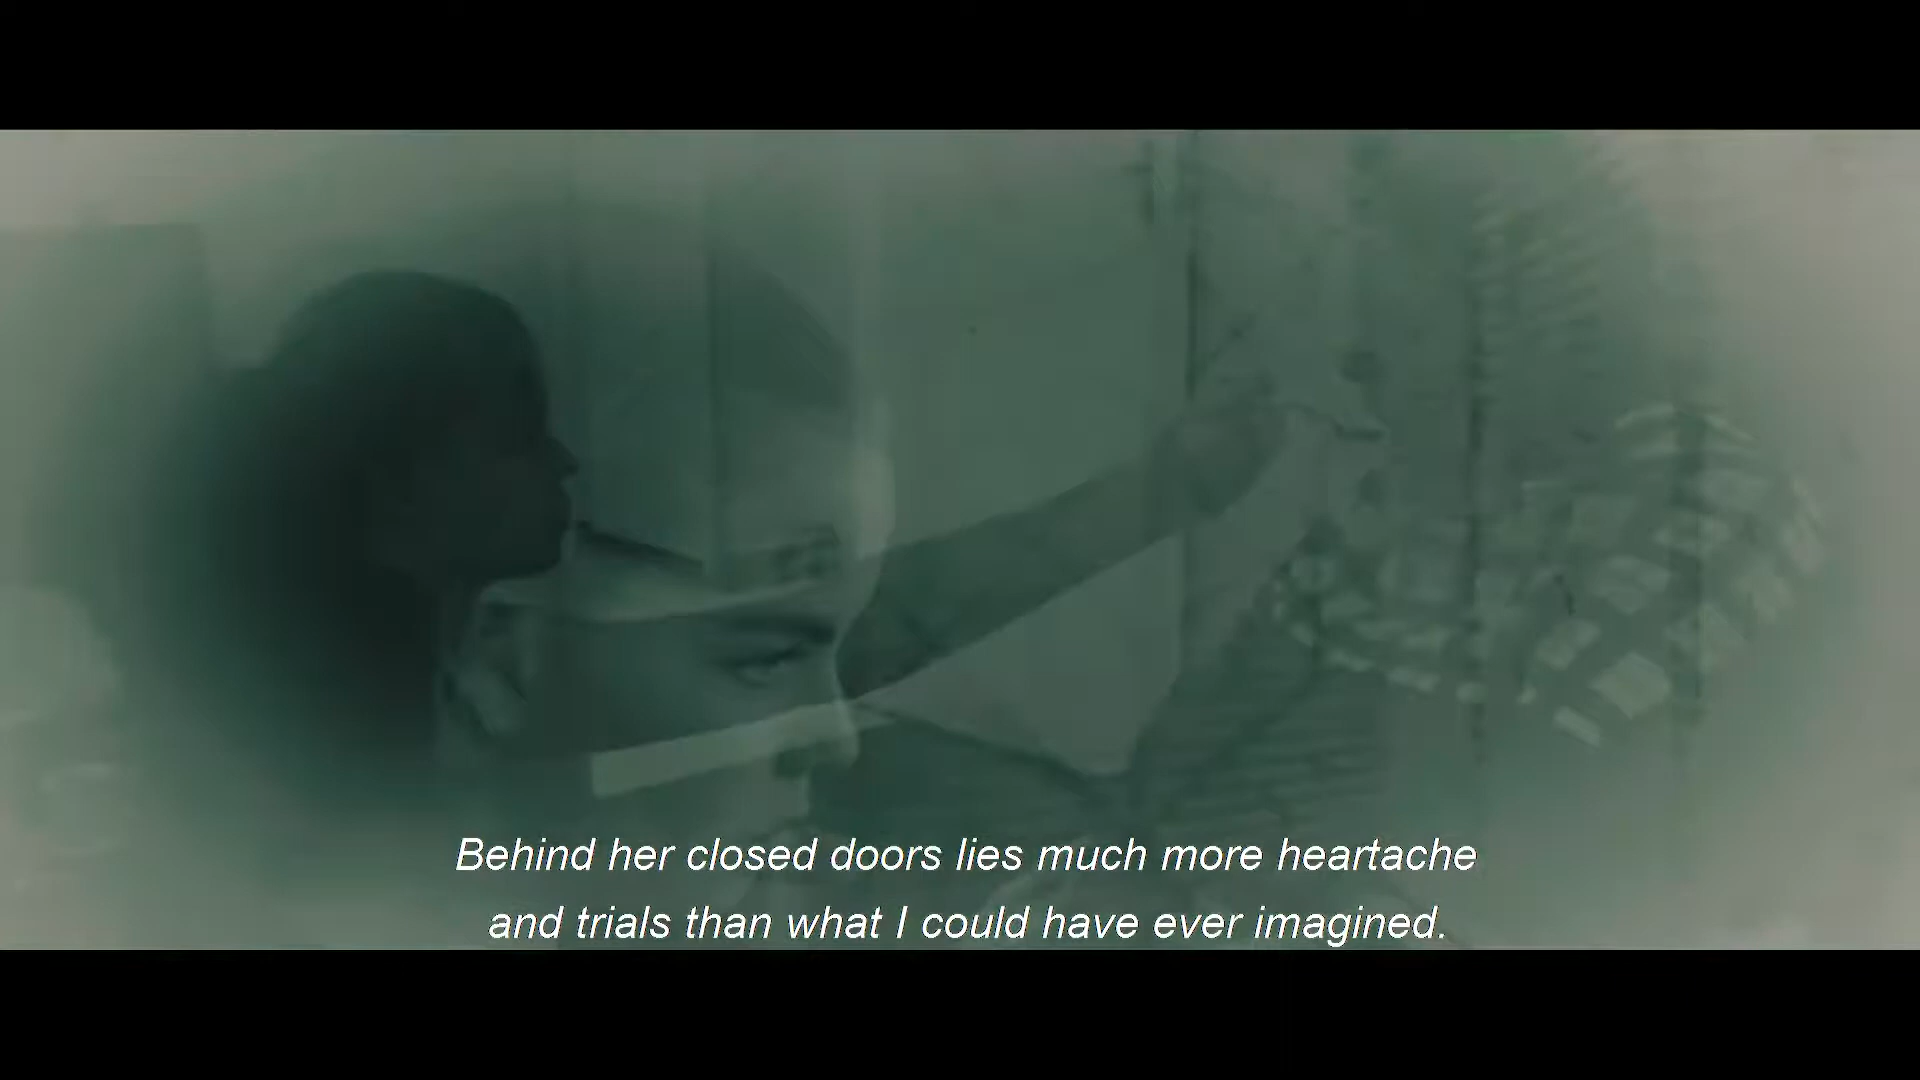 Behind her closed doors lies much more heartache
and trials than what I could have ever imagined.